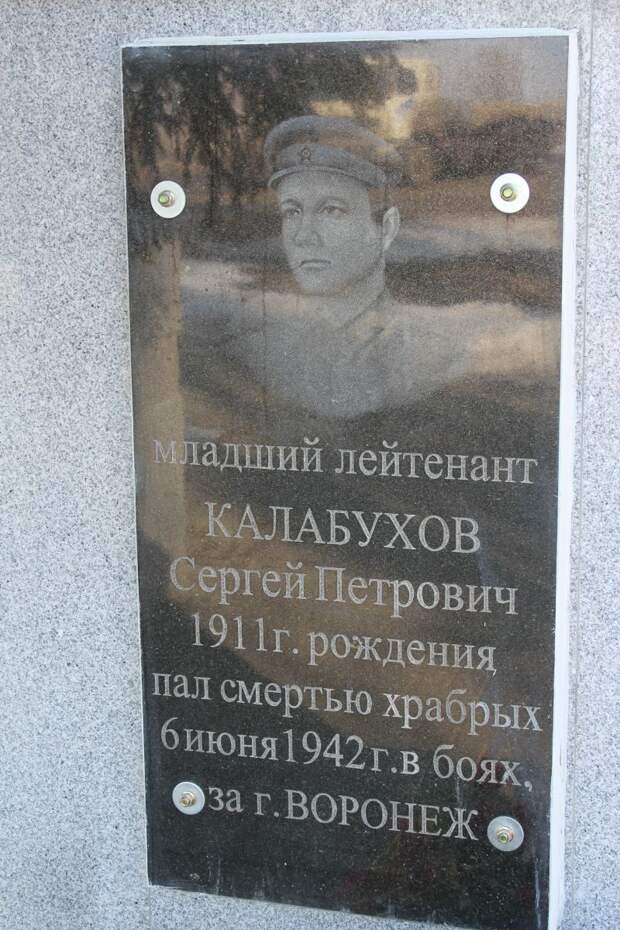 младший лейтенант
КАЛАБУХОВ
Сергей Петрович
1911г. рождения
пал смертью храбрых
6 июня 1942г. в боях,
за г. ВОРОНЕЖ